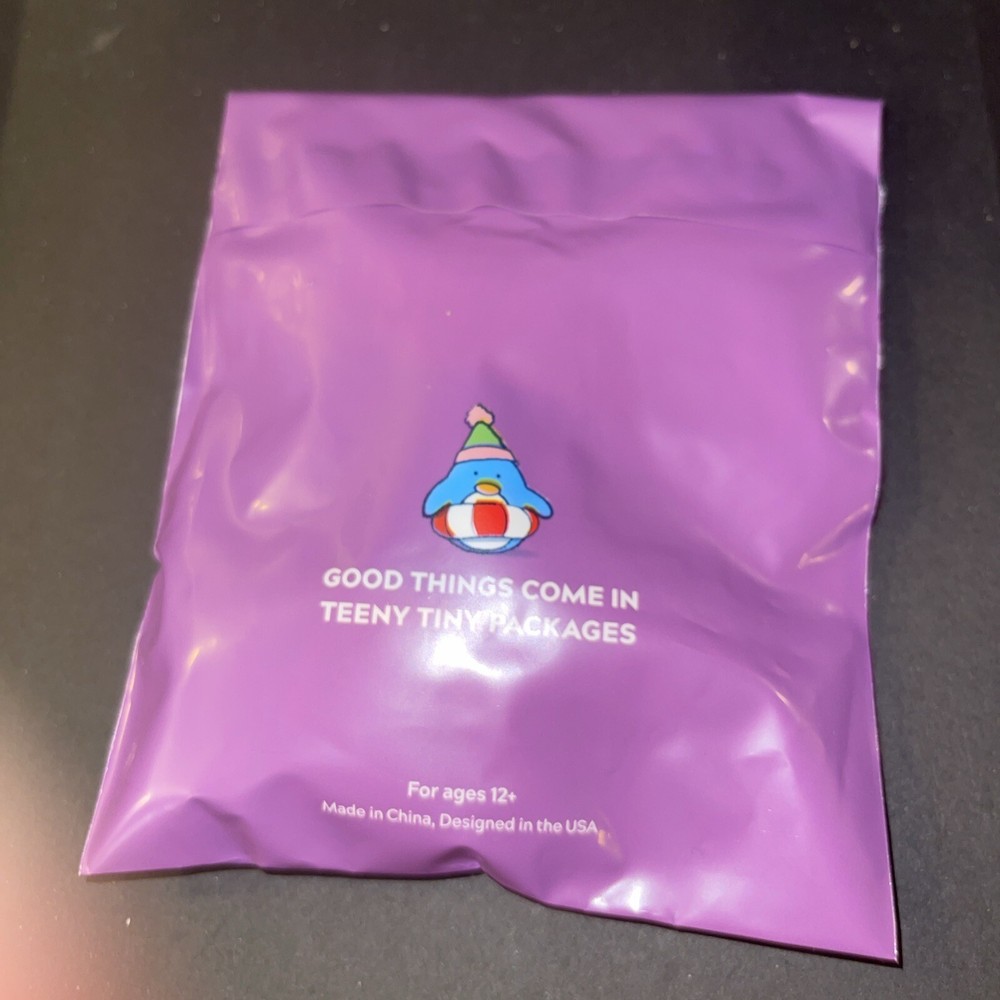 GOOD THINGS COME IN
TEENY TINY PACKAGES
For ages 12+
Made in China, Designed in the USA